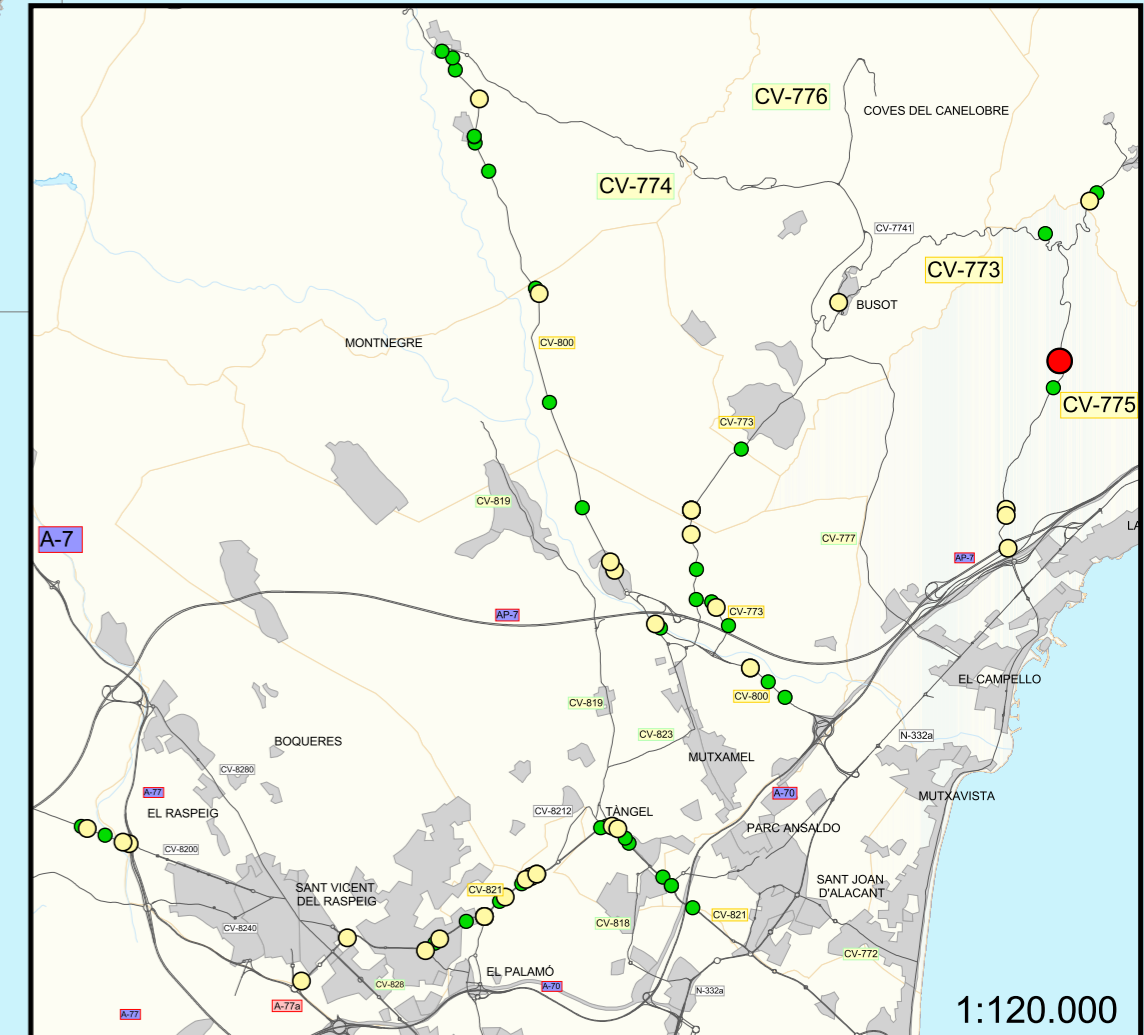 CV-776
COVES DEL CANELOBRE
CV-774
CV-7741
CV-773
BUSOT
MONTNEGRE
CV-800
CV-775
CV-773
CV-819
A-7
CV-777
AP-7
LA
AP-7
CV-773
EL CAMPELLO
CV-819
CV-800
CV-823
N-332a
BOQUERES
MUTXAMEL
CV-8280
A-77
A-70
MUTXAVISTA
EL RASPEIG
CV-8212
TÀNGEL
PARC ANSALDO
CV-8200
SANT VICENT
DEL RASPEIG
CV-821
SANT JOAN
D'ALACANT
CV-821
CV-818
CV-8240
CV-772
EL PALAMÓ
CV-828
A-70
N-332a
A-77a
A-77
1:120.000